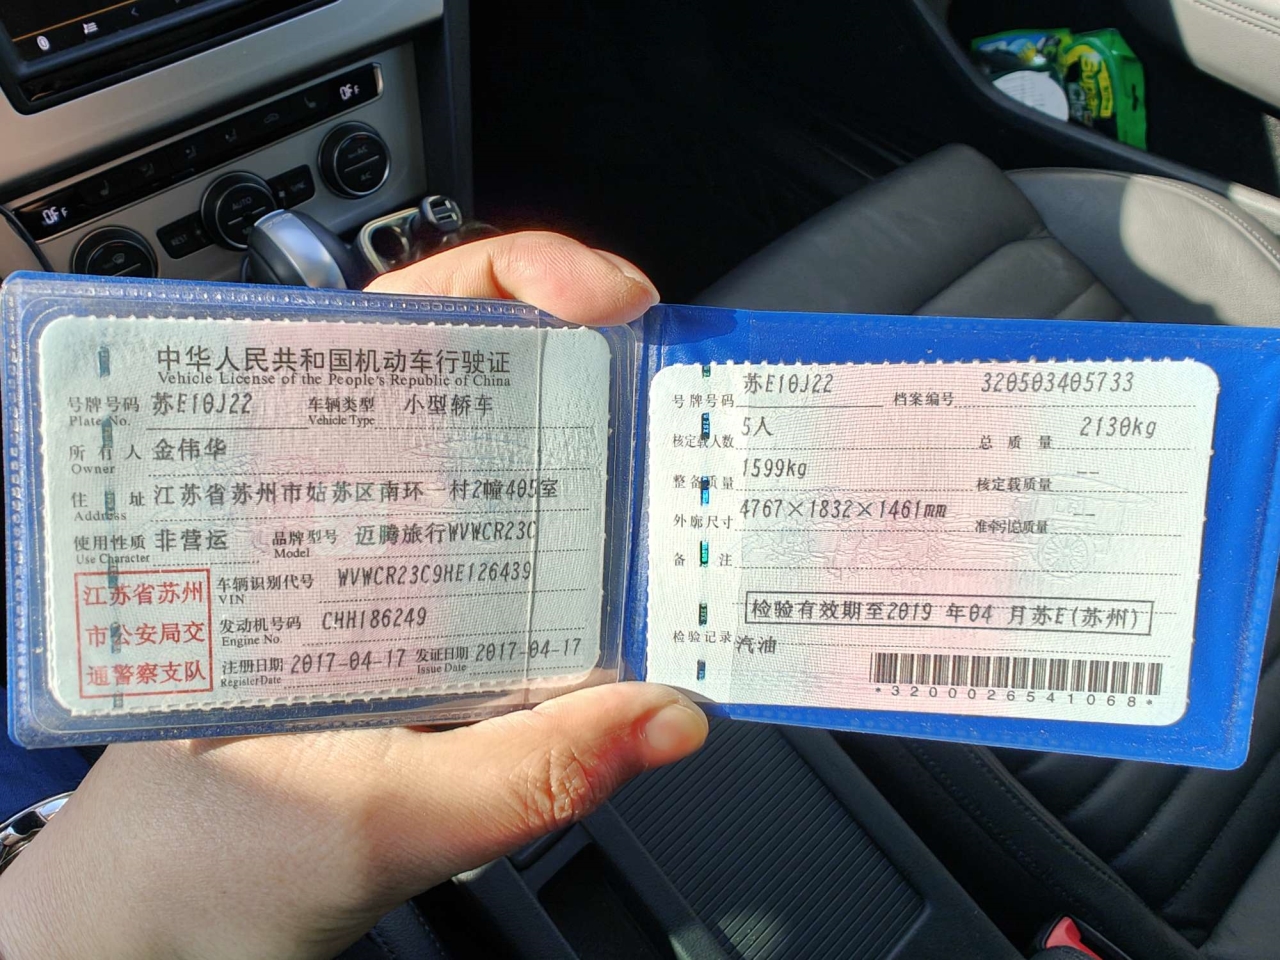 OFF
OFF
AUTO
REST
A/C
中华人民共和国机动车行驶证
Vehicle License of the People's Republic of China
号牌号码 苏E10J22 车辆类型 小型轿车
Plate No. Vehicle Type
所有人 金伟华
Owner
住址 江苏省苏州市姑苏区南环一村2幢405室
Address
使用性质 非营运 品牌型号 迈腾旅行WVWCR23C
Use Character Model
江苏省苏州
市公安局交
通警察支队
车辆识别代号 WVWCR23C9HE126439
VIN
发动机号码 CHH186249
Engine No.
注册日期 2017-04-17 发证日期 2017-04-17
Register Date Issue Date
号牌号码 苏E10J22 档案编号 320503405733
核定载人数 5人 总质量 2130kg
整备质量 1599kg 核定载质量 --
外廓尺寸 4767×1832×1461mm 准牵引总质量 --
备注
检验有效期至2019 年04 月苏E(苏州)
检验记录 汽油
*3200026541068*